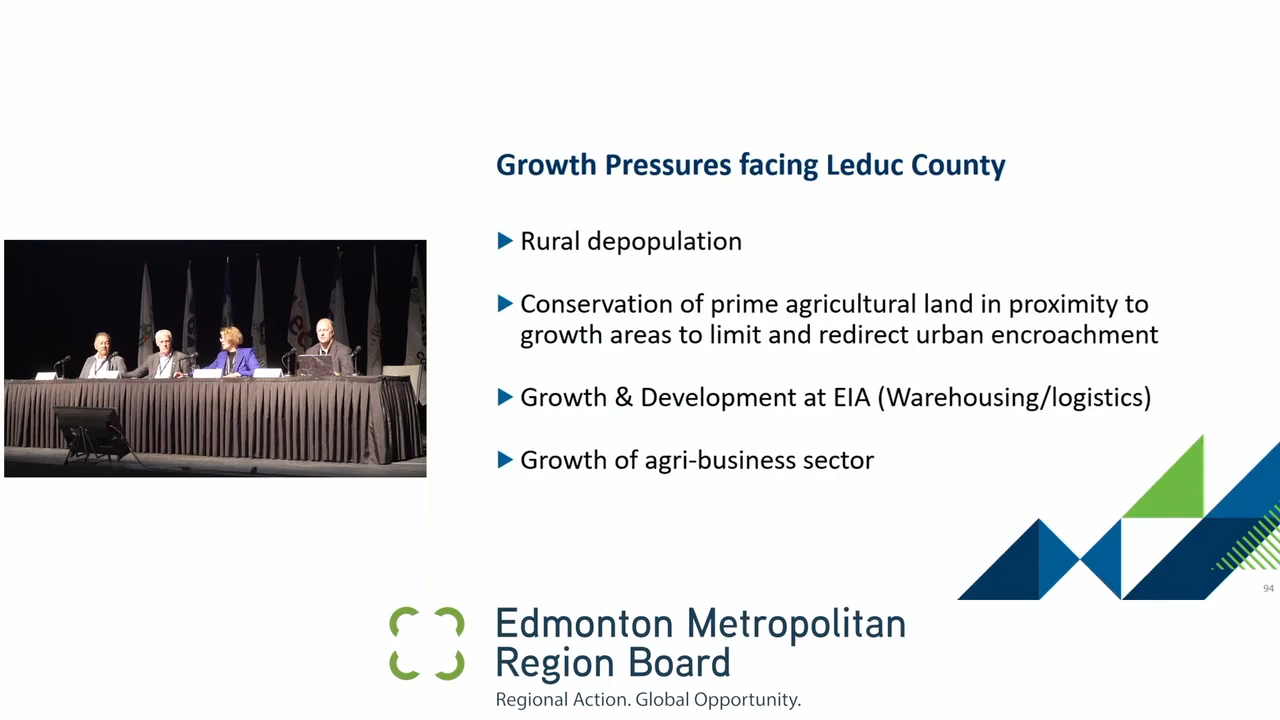 Growth Pressures facing Leduc County
Rural depopulation
Conservation of prime agricultural land in proximity to
growth areas to limit and redirect urban encroachment
Growth & Development at EIA (Warehousing/logistics)
Growth of agri-business sector
94
Edmonton Metropolitan
Region Board
Regional Action. Global Opportunity.